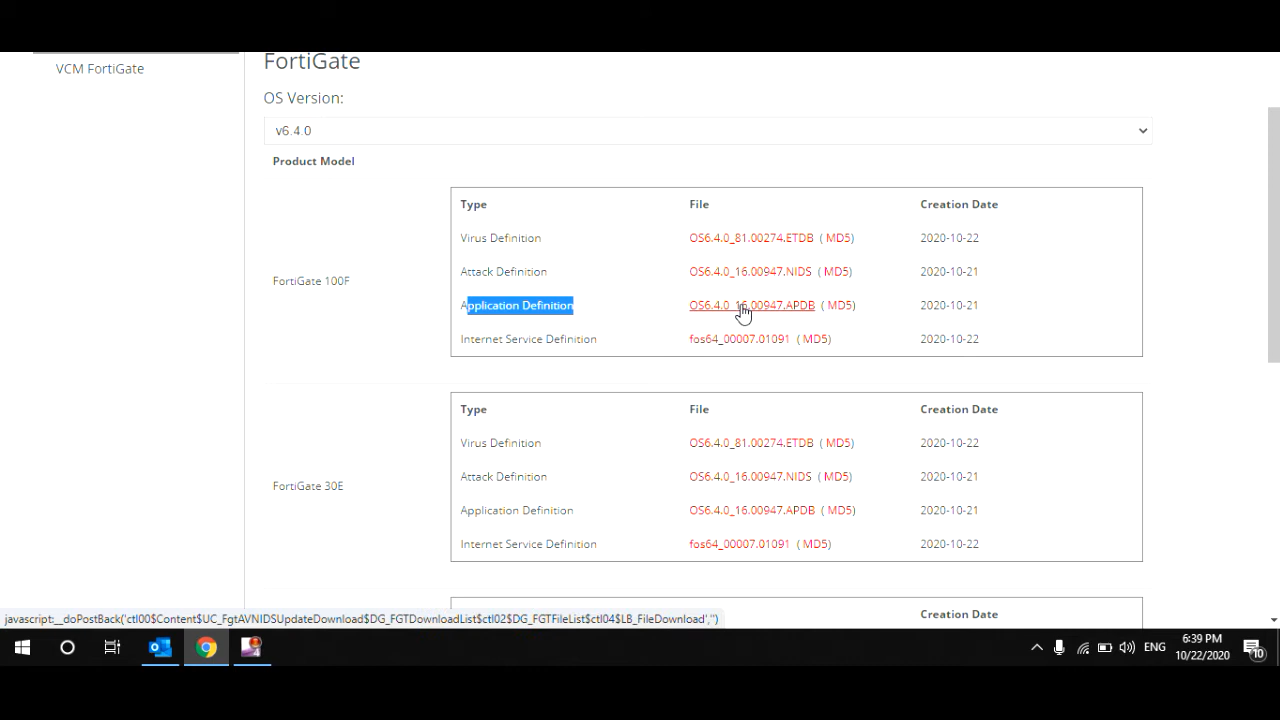 VCM FortiGate
FortiGate
OS Version:
v6.4.0
Product Model
Type File Creation Date
Virus Definition OS6.4.0_81.00274.ETDB ( MD5) 2020-10-22
Attack Definition OS6.4.0_16.00947.NIDS ( MD5) 2020-10-21
FortiGate 100F
Application Definition OS6.4.0_16.00947.APDB ( MD5) 2020-10-21
Internet Service Definition fos64_00007.01091 ( MD5) 2020-10-22
Type File Creation Date
Virus Definition OS6.4.0_81.00274.ETDB ( MD5) 2020-10-22
Attack Definition OS6.4.0_16.00947.NIDS ( MD5) 2020-10-21
FortiGate 30E
Application Definition OS6.4.0_16.00947.APDB ( MD5) 2020-10-21
Internet Service Definition fos64_00007.01091 ( MD5) 2020-10-22
Creation Date
javascript:__doPostBack('ctl00$Content$UC_FgtAVNIDSUpdateDownload$DG_FGTDownloadList$ctl02$DG_FGTFileList$ctl04$LB_FileDownload','')
ENG
6:39 PM
10/22/2020
10